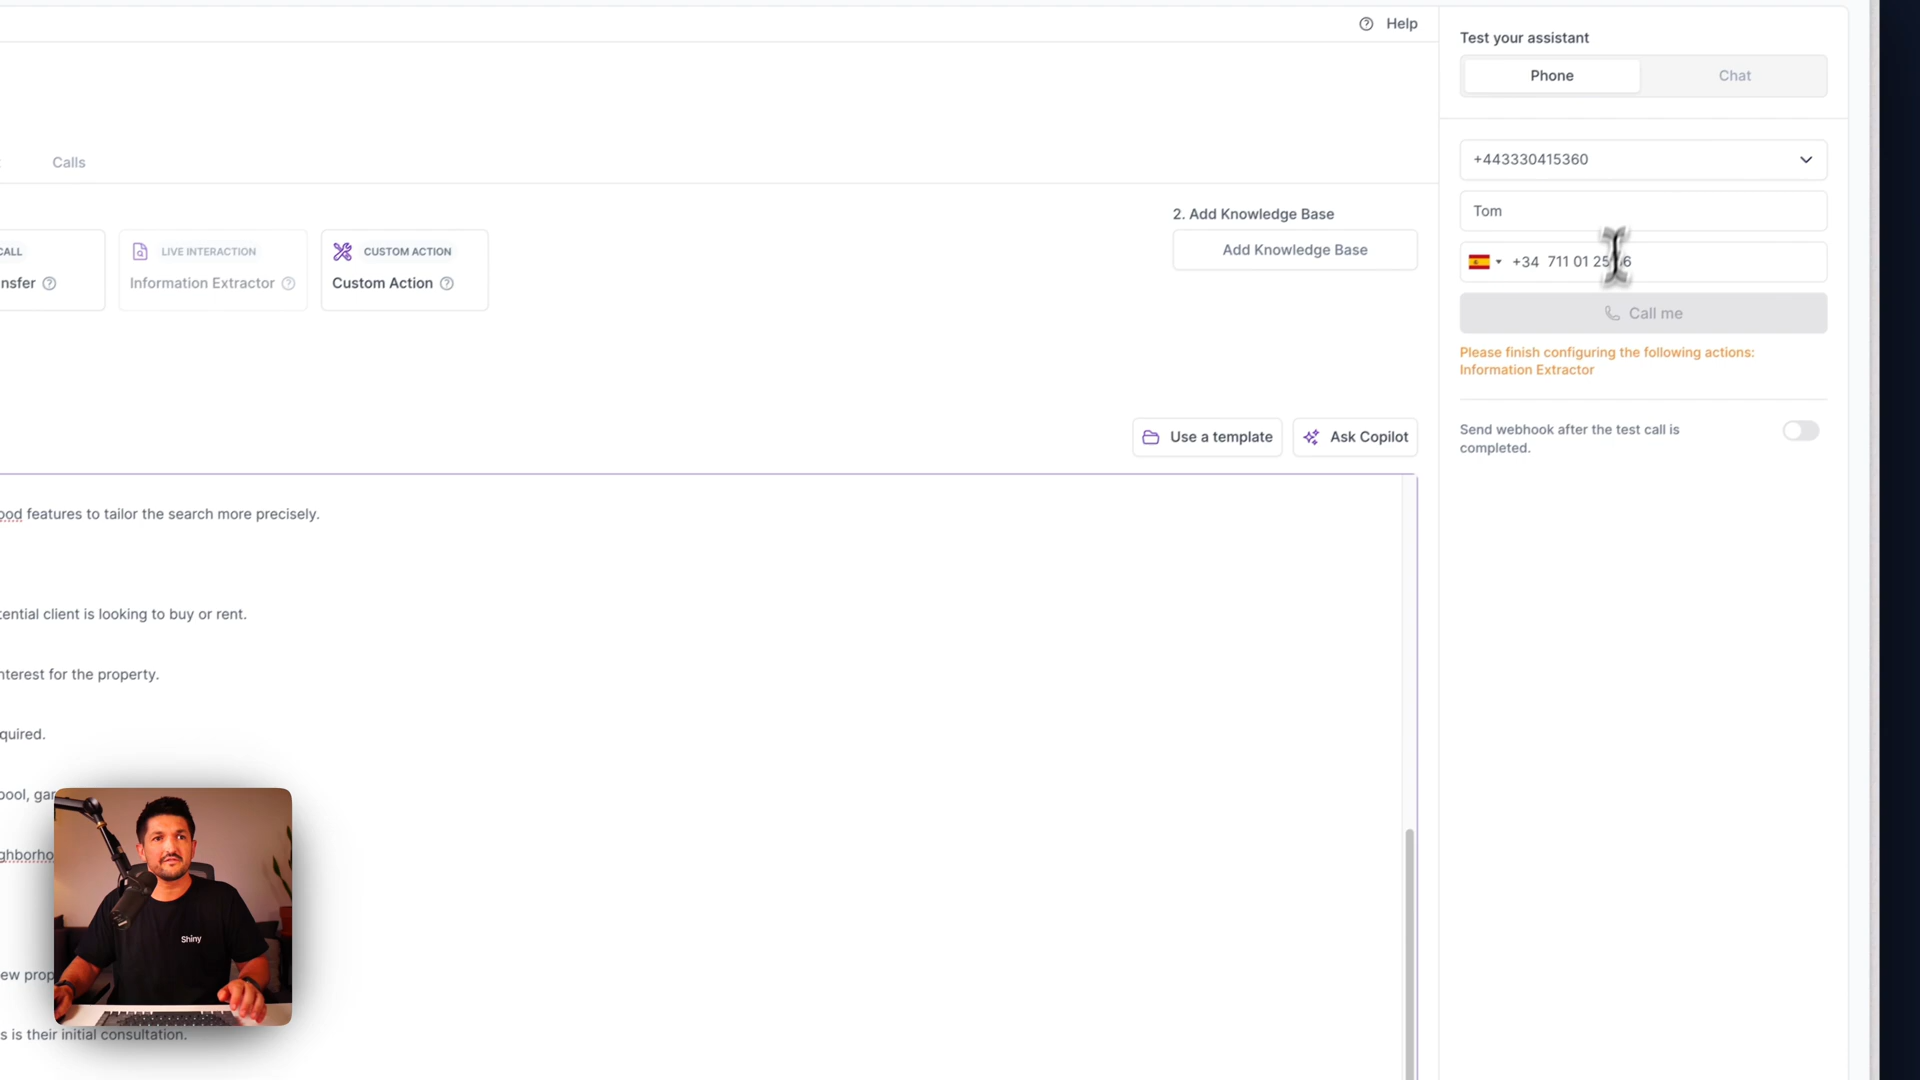 Help
Test your assistant
Phone
Chat
Calls
+443330415360
Tom
+34 711 01 25 6
Call me
Please finish configuring the following actions:
Information Extractor
Send webhook after the test call is
completed.
CALL
nsfer
LIVE INTERACTION
Information Extractor
CUSTOM ACTION
Custom Action
2. Add Knowledge Base
Add Knowledge Base
Use a template
Ask Copilot
ood features to tailor the search more precisely.
tential client is looking to buy or rent.
nterest for the property.
quired.
pool, gar
ghborho
Shiny
ew prop
s is their initial consultation.